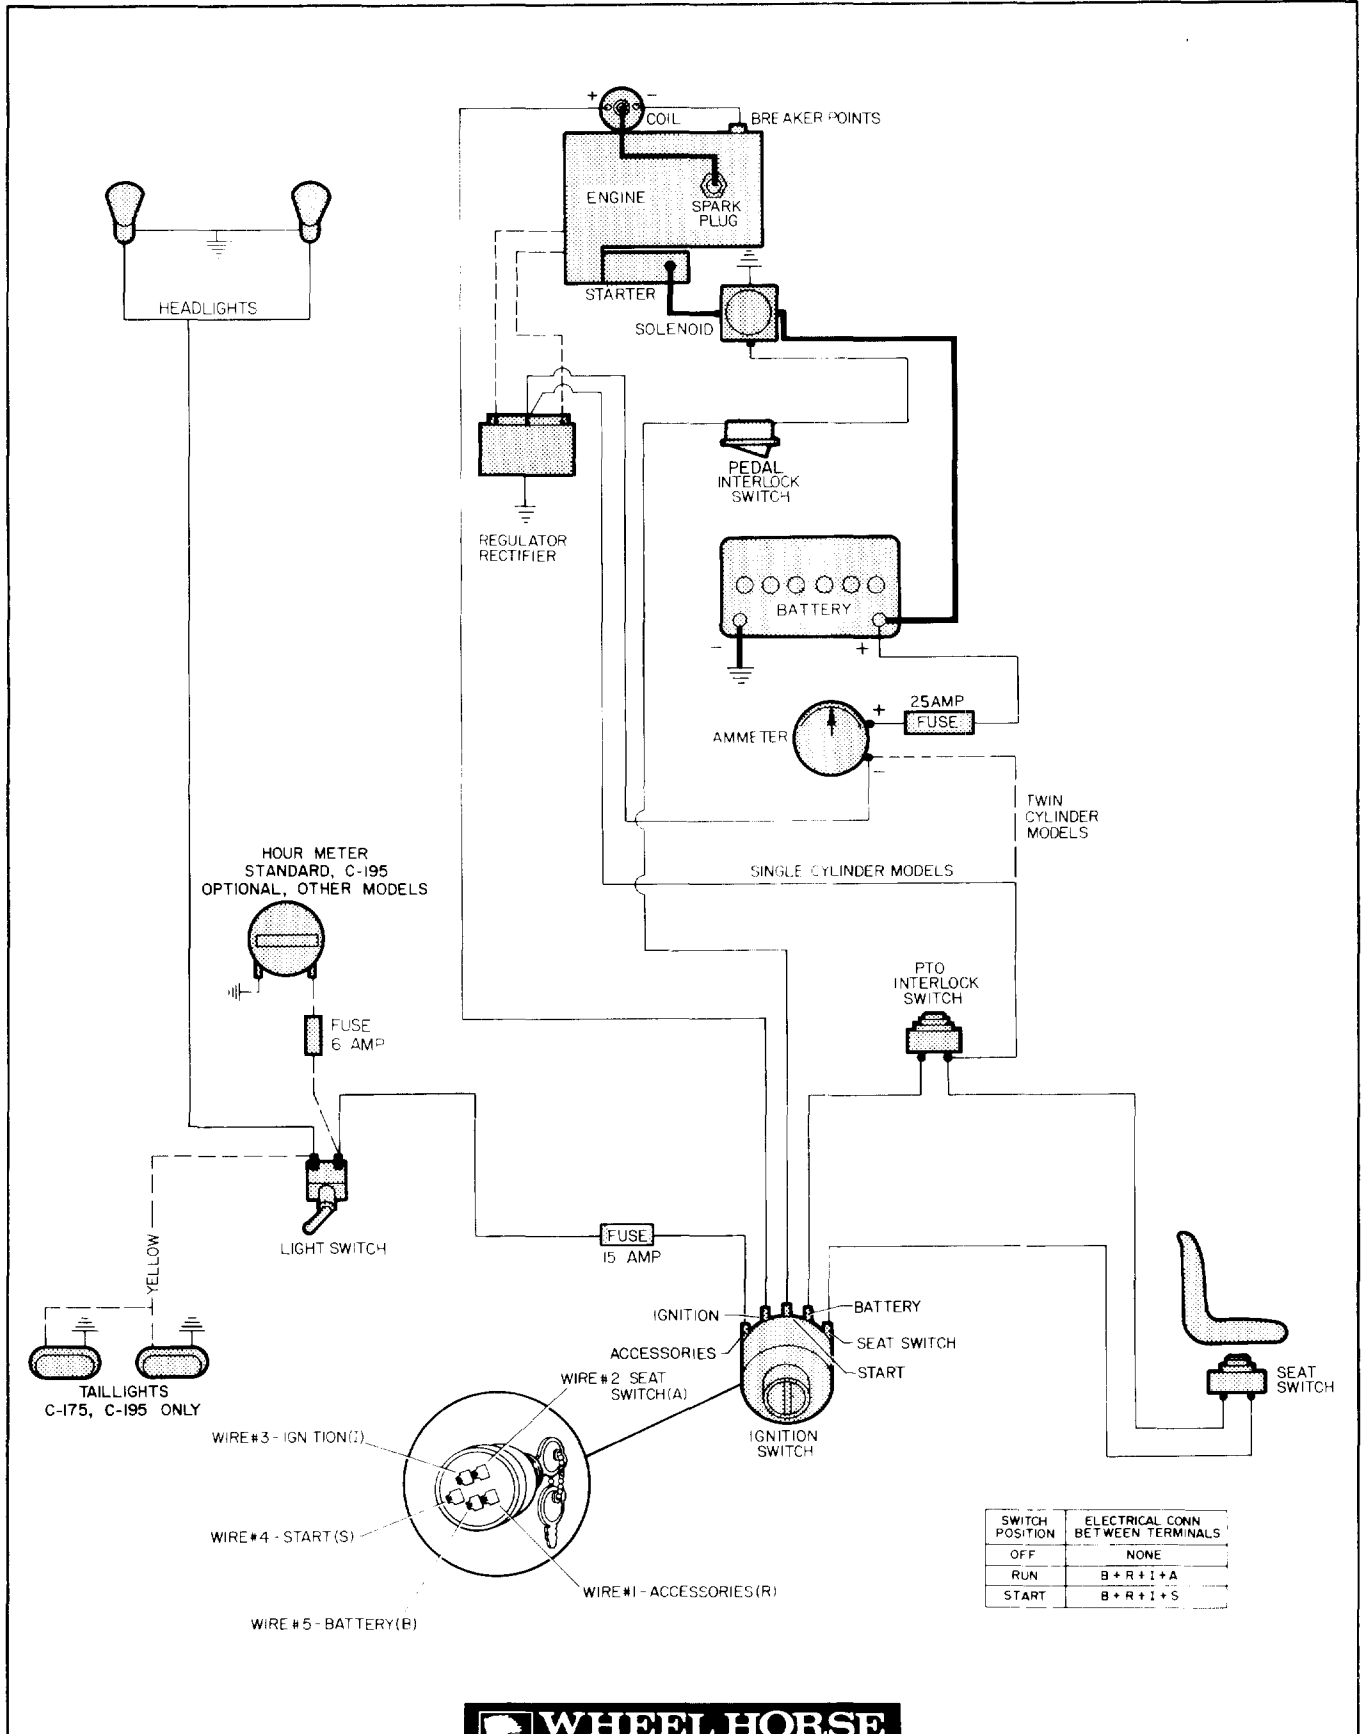 + -
COIL
BREAKER POINTS
ENGINE
SPARK
PLUG
STARTER
SOLENOID
HEADLIGHTS
PEDAL
INTERLOCK
SWITCH
REGULATOR
RECTIFIER
BATTERY
- +
25AMP
FUSE
+
AMMETER
-
TWIN
CYLINDER
MODELS
SINGLE CYLINDER MODELS
HOUR METER
STANDARD, C-195
OPTIONAL, OTHER MODELS
FUSE
6 AMP
PTO
INTERLOCK
SWITCH
LIGHT SWITCH
YELLOW
FUSE
15 AMP
TAILLIGHTS
C-175, C-195 ONLY
IGNITION
BATTERY
ACCESSORIES
SEAT SWITCH
START
IGNITION
SWITCH
SEAT
SWITCH
WIRE#2 SEAT
SWITCH(A)
WIRE#3-IGN TION(I)
WIRE#4-START(S)
WIRE#1-ACCESSORIES(R)
WIRE#5-BATTERY(B)
SWITCH POSITION ELECTRICAL CONN BETWEEN TERMINALS
OFF NONE
RUN B+R+I+A
START B+R+I+S
WHEEL HORSE